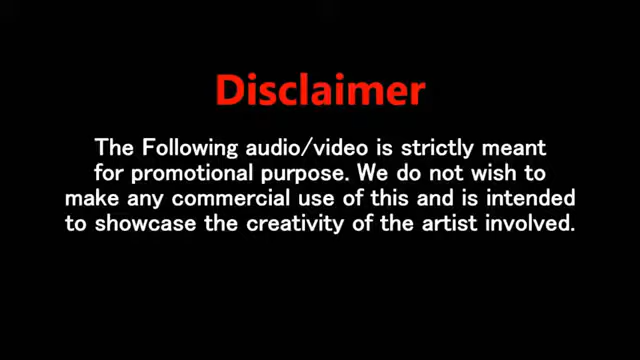 Disclaimer
The Following audio/video is strictly meant
for promotional purpose. We do not wish to
make any commercial use of this and is intended
to showcase the creativity of the artist involved.